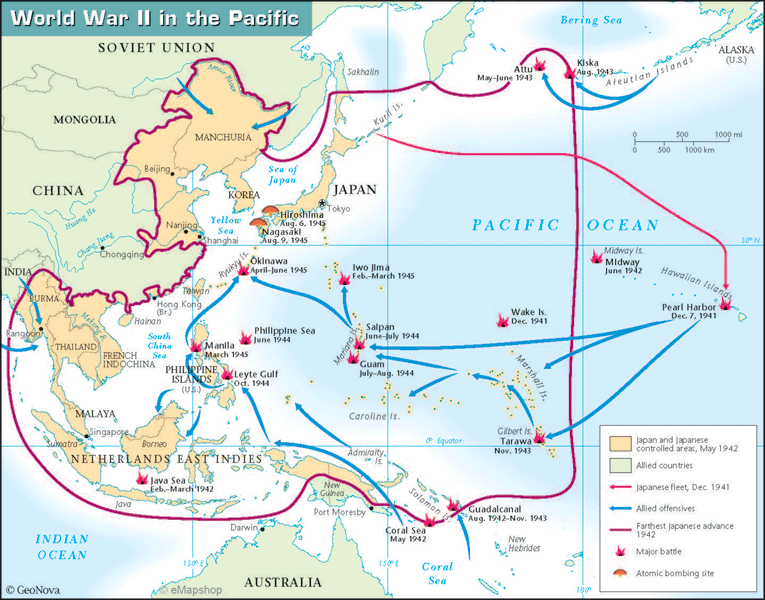 World War II in the Pacific
Bering Sea
ALASKA
(U.S.)
SOVIET UNION
Amur River
Sakhalin
Attu
May–June 1943
Kiska
Aug. 1943
Aleutian Islands
MONGOLIA
MANCHURIA
Kuril Is.
0 500 1000 mi
0 500 1000 km
Beijing
Sea of
Japan
CHINA
KOREA
JAPAN
Tokyo
Huang He
Yellow
Sea
Hiroshima
Aug. 6, 1945
Nagasaki
Aug. 9, 1945
PACIFIC OCEAN
Nanjing
Shanghai
Chang Jiang
Chongqing
30°N
Midway Is.
Midway
June 1942
INDIA
Ryukyu Is.
Okinawa
April–June 1945
Iwo Jima
Feb.–March 1945
Hawaiian Islands
BURMA
Taiwan
Hong Kong
(Br.)
Pearl Harbor
Dec. 7, 1941
Hainan
Mekong R.
Rangoon
THAILAND
FRENCH
INDOCHINA
South
China
Sea
Philippine Sea
June 1944
Wake Is.
Dec. 1941
Saipan
June–July 1944
Mariana Is.
Manila
March 1945
Guam
July–Aug. 1944
PHILIPPINE
ISLANDS
(U.S.)
Leyte Gulf
Oct. 1944
Marshall Is.
Caroline Is.
MALAYA
Singapore
Gilbert Is.
Tarawa
Nov. 1943
0° Equator
Sumatra
Borneo
NETHERLANDS EAST INDIES
Admiralty
Is.
Java Sea
Feb.–March 1942
Java
New
Guinea
Port Moresby
Solomon Is.
Guadalcanal
Aug. 1942–Nov. 1943
Darwin
Coral Sea
May 1942
New
Hebrides
INDIAN
OCEAN
Coral
Sea
AUSTRALIA
130°E
150°E
180°
Japan and Japanese
controlled areas, May 1942
Allied countries
Japanese fleet, Dec. 1941
Allied offensives
Farthest Japanese advance
1942
Major battle
Atomic bombing site
© GeoNova
© eMapshop